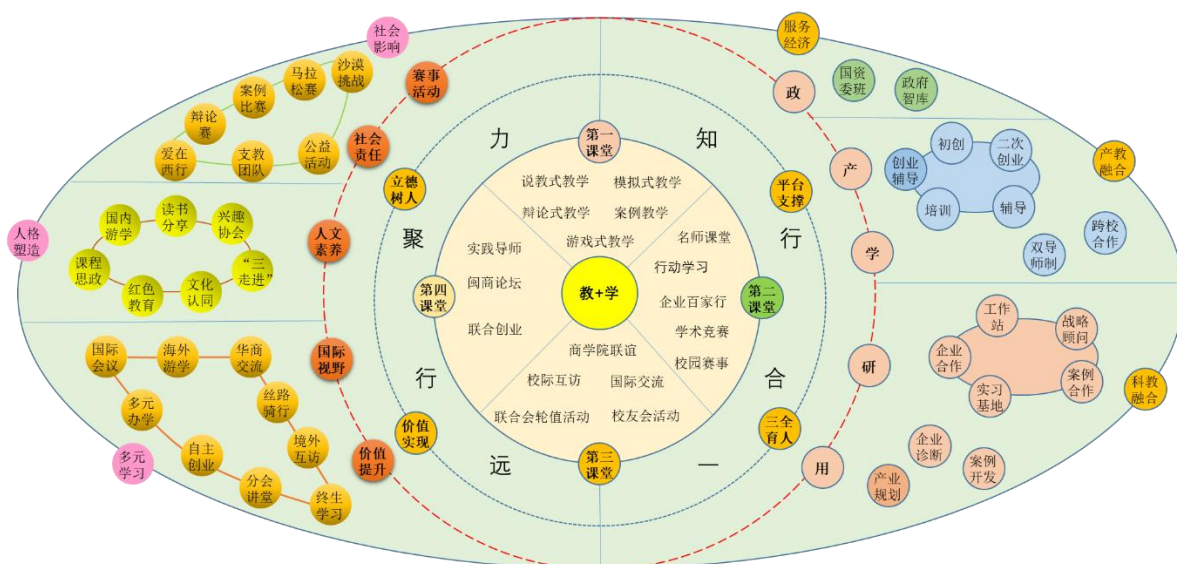 社会
影响
沙漠
挑战
马拉
松赛
案例
比赛
辩论
赛
爱在
西行
支教
团队
公益
活动
人格
塑造
国内
游学
读书
分享
兴趣
协会
课程
思政
红色
教育
文化
认同
“三
走进”
国际
会议
海外
游学
华商
交流
丝路
骑行
多元
办学
自主
创业
境外
互访
分会
讲堂
终生
学习
多元
学习
赛事
活动
社会
责任
人文
素养
国际
视野
价值
提升
立德
树人
价值
实现
力
聚
行
远
知
行
合
一
第一
课堂
说教式教学
模拟式教学
辩论式教学
案例教学
游戏式教学
教+学
第二
课堂
名师课堂
行动学习
企业百家行
学术竞赛
校园赛事
第三
课堂
商学院联谊
校际互访
国际交流
联合会轮值活动
校友会活动
第四
课堂
实践导师
闽商论坛
联合创业
平台
支撑
三全
育人
政
产
学
研
用
服务
经济
国资
委班
政府
智库
产教
融合
初创
二次
创业
创业
辅导
培训
辅导
双导
师制
跨校
合作
科教
融合
工作
站
战略
顾问
企业
合作
实习
基地
案例
合作
企业
诊断
产业
规划
案例
开发